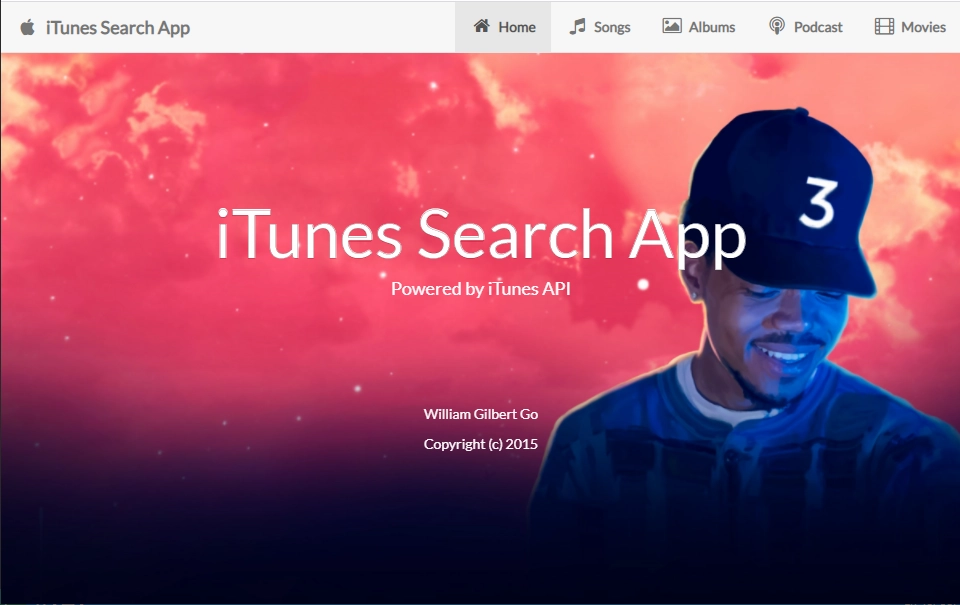 iTunes Search App
Home
Songs
Albums
Podcast
Movies
3
iTunes Search App
Powered by iTunes API
William Gilbert Go
Copyright (c) 2015